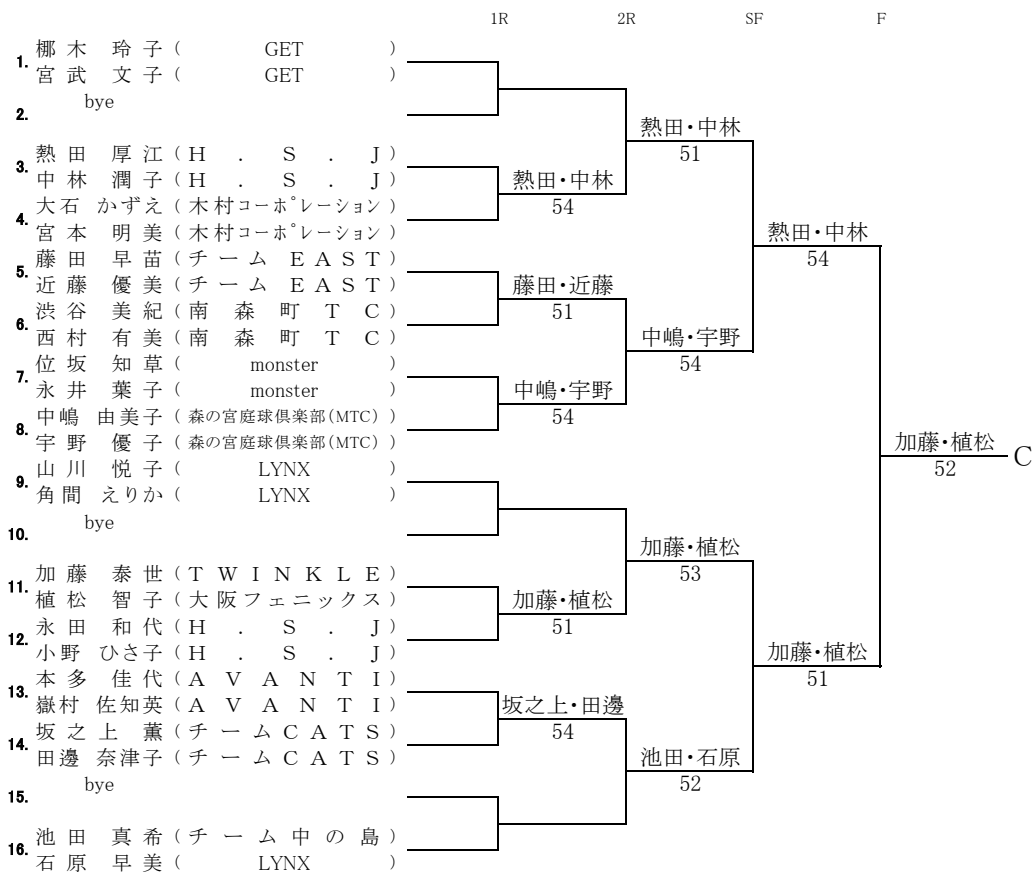 1R 2R SF F
1. 梛木 玲子 ( GET )
宮武 文子 ( GET )
2. bye
3. 熱田 厚江 ( H . S . J )
中林 潤子 ( H . S . J )
4. 大石 かずえ ( 木村コーポレーション )
宮本 明美 ( 木村コーポレーション )
5. 藤田 早苗 ( チーム EAST )
近藤 優美 ( チーム EAST )
6. 渋谷 美紀 ( 南森町TC )
西村 有美 ( 南森町TC )
7. 位坂 知草 ( monster )
永井 葉子 ( monster )
8. 中嶋 由美子 ( 森の宮庭球倶楽部(MTC) )
宇野 優子 ( 森の宮庭球倶楽部(MTC) )
9. 山川 悦子 ( LYNX )
角間 えりか ( LYNX )
10. bye
11. 加藤 泰世 ( TWINKLE )
植松 智子 ( 大阪フェニックス )
12. 永田 和代 ( H . S . J )
小野 ひさ子 ( H . S . J )
13. 本多 佳代 ( AVANTI )
嶽村 佐知英 ( AVANTI )
14. 坂之上 薫 ( チームCATS )
田邊 奈津子 ( チームCATS )
15. bye
16. 池田 真希 ( チーム中の島 )
石原 早美 ( LYNX )
熱田・中林
54
藤田・近藤
51
中嶋・宇野
54
加藤・植松
51
坂之上・田邊
54
熱田・中林
51
中嶋・宇野
54
加藤・植松
53
池田・石原
52
熱田・中林
54
加藤・植松
51
加藤・植松
52
C